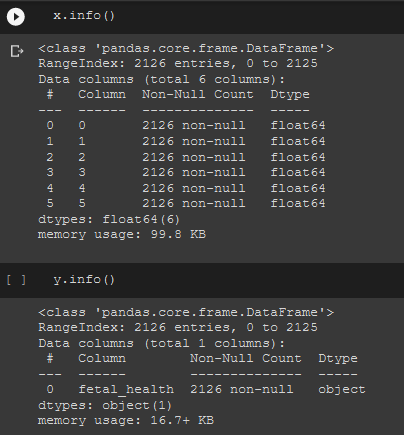 x.info()
<class 'pandas.core.frame.DataFrame'>
RangeIndex: 2126 entries, 0 to 2125
Data columns (total 6 columns):
 #   Column  Non-Null Count  Dtype
---  ------  --------------  -----
 0   0       2126 non-null   float64
 1   1       2126 non-null   float64
 2   2       2126 non-null   float64
 3   3       2126 non-null   float64
 4   4       2126 non-null   float64
 5   5       2126 non-null   float64
dtypes: float64(6)
memory usage: 99.8 KB
[ ] y.info()
<class 'pandas.core.frame.DataFrame'>
RangeIndex: 2126 entries, 0 to 2125
Data columns (total 1 columns):
 #   Column        Non-Null Count  Dtype
---  ------        --------------  -----
 0   fetal_health  2126 non-null   object
dtypes: object(1)
memory usage: 16.7+ KB